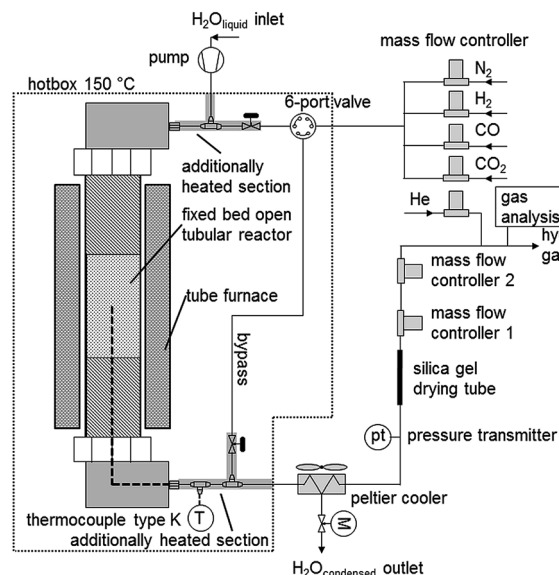 H2Oliquid inlet
pump
mass flow controller
hotbox 150 °C
6-port valve
N2
H2
CO
CO2
additionally
heated section
He
gas
analysis
fixed bed open
tubular reactor
hy
ga
mass flow
controller 2
tube furnace
mass flow
controller 1
bypass
silica gel
drying tube
pt
pressure transmitter
peltier cooler
thermocouple type K
T
M
additionally heated section
H2Ocondensed outlet